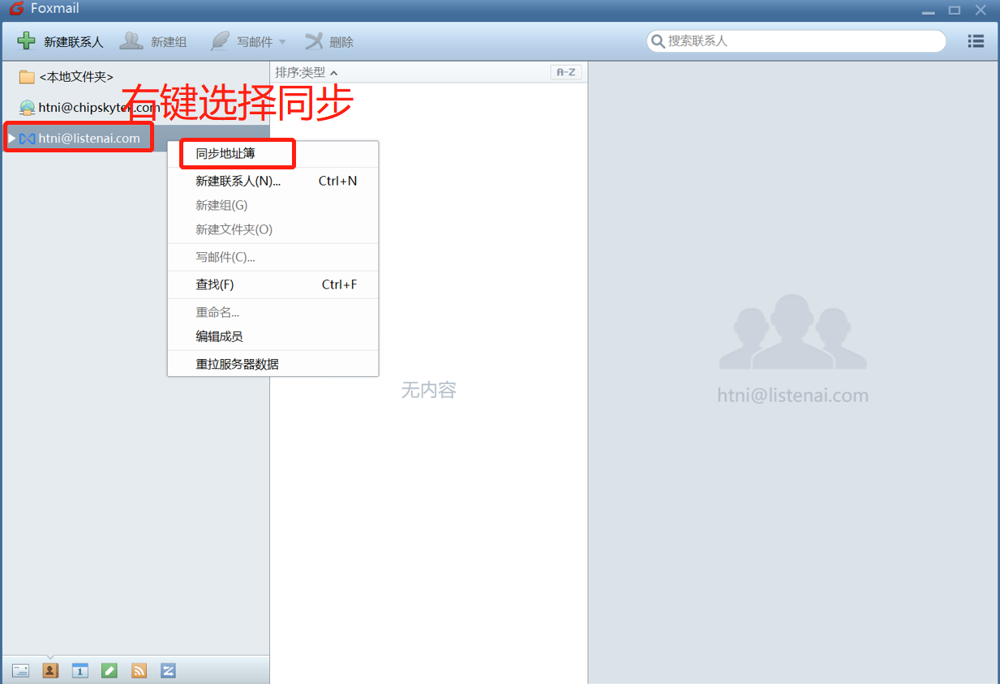 Foxmail
新建联系人 新建组 写邮件 删除 搜索联系人
<本地文件夹> 排序:类型 A-Z
右键选择同步
htni@chipskytek.com
htni@listenai.com
同步地址簿
新建联系人(N)... Ctrl+N
新建组(G)
新建文件夹(O)
写邮件(C)...
查找(F) Ctrl+F
重命名...
编辑成员
重拉服务器数据
无内容
htni@listenai.com
1